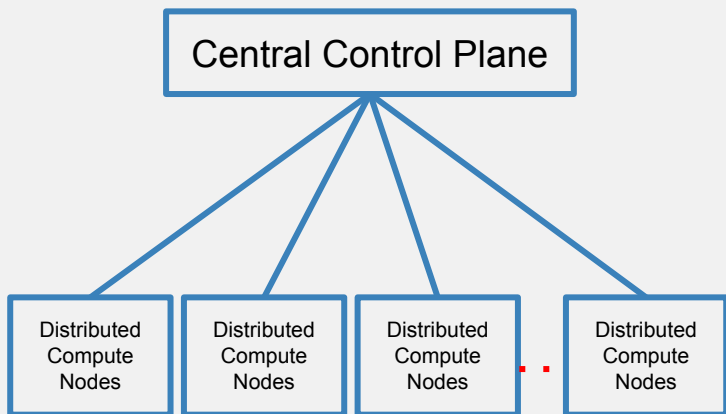 Central Control Plane
Distributed
Compute
Nodes
Distributed
Compute
Nodes
Distributed
Compute
Nodes
. .
Distributed
Compute
Nodes